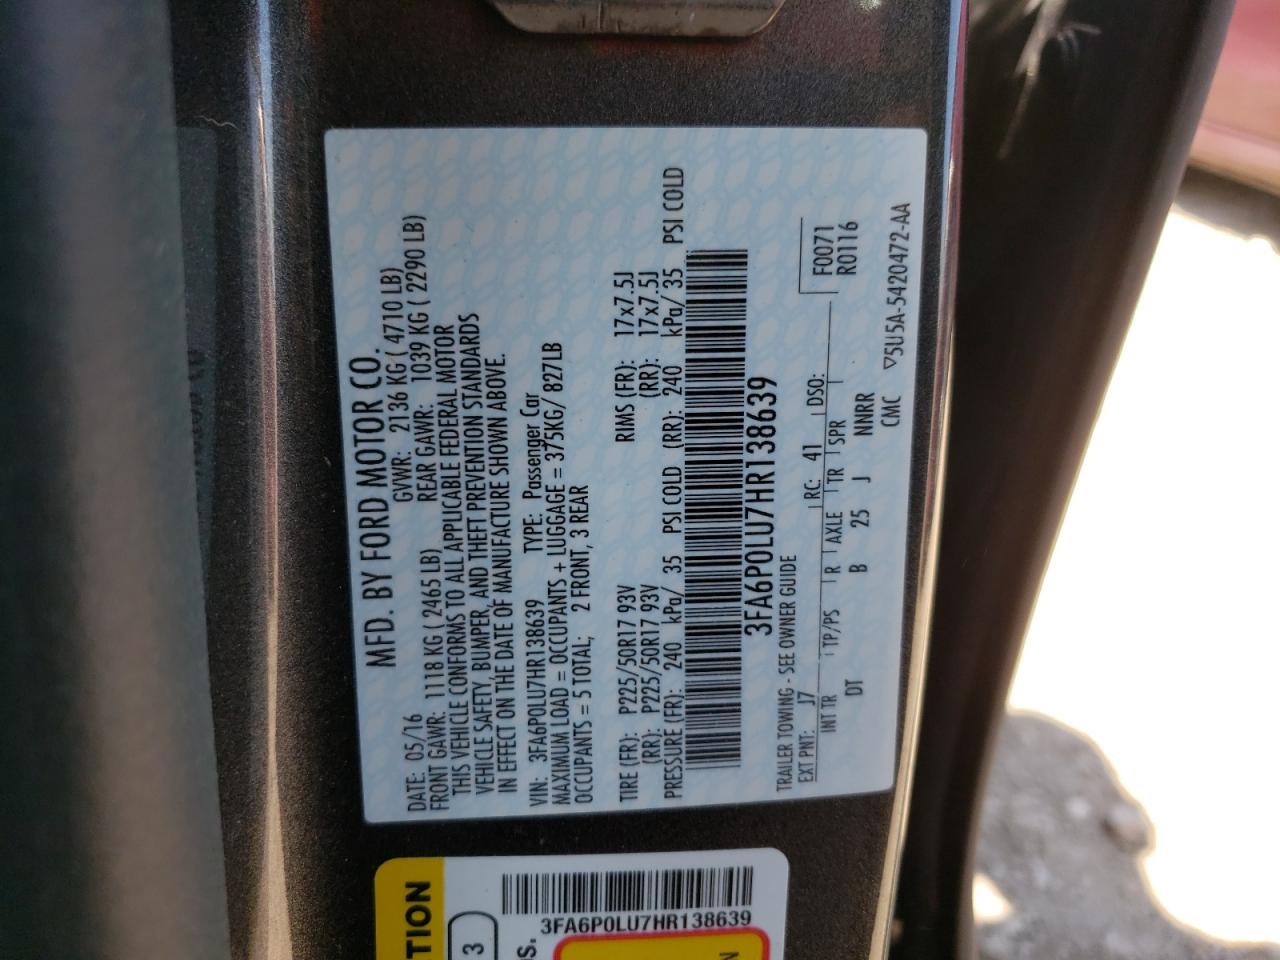 MFD. BY FORD MOTOR CO.
DATE: 05/16 GVWR: 2136 KG ( 4710 LB)
FRONT GAWR: 1118 KG ( 2465 LB) REAR GAWR: 1039 KG ( 2290 LB)
THIS VEHICLE CONFORMS TO ALL APPLICABLE FEDERAL MOTOR
VEHICLE SAFETY, BUMPER, AND THEFT PREVENTION STANDARDS
IN EFFECT ON THE DATE OF MANUFACTURE SHOWN ABOVE.
VIN: 3FA6P0LU7HR138639 TYPE: Passenger Car
MAXIMUM LOAD = OCCUPANTS + LUGGAGE = 375KG/ 827LB
OCCUPANTS = 5 TOTAL; 2 FRONT, 3 REAR
TIRE (FR): P225/50R17 93V RIMS (FR): 17x7.5J
(RR): P225/50R17 93V (RR): 17x7.5J
PRESSURE (FR): 240 kPa/ 35 PSI COLD (RR): 240 kPa/ 35 PSI COLD
3FA6P0LU7HR138639
TRAILER TOWING - SEE OWNER GUIDE
EXT PNT: J7 RC: 41 DSO: F0071
INT TR TP/PS R AXLE TR SPR R0116
DT B 25 J NNRR
CMC ▽5U5A-5420472-AA
TION
3
3FA6P0LU7HR138639